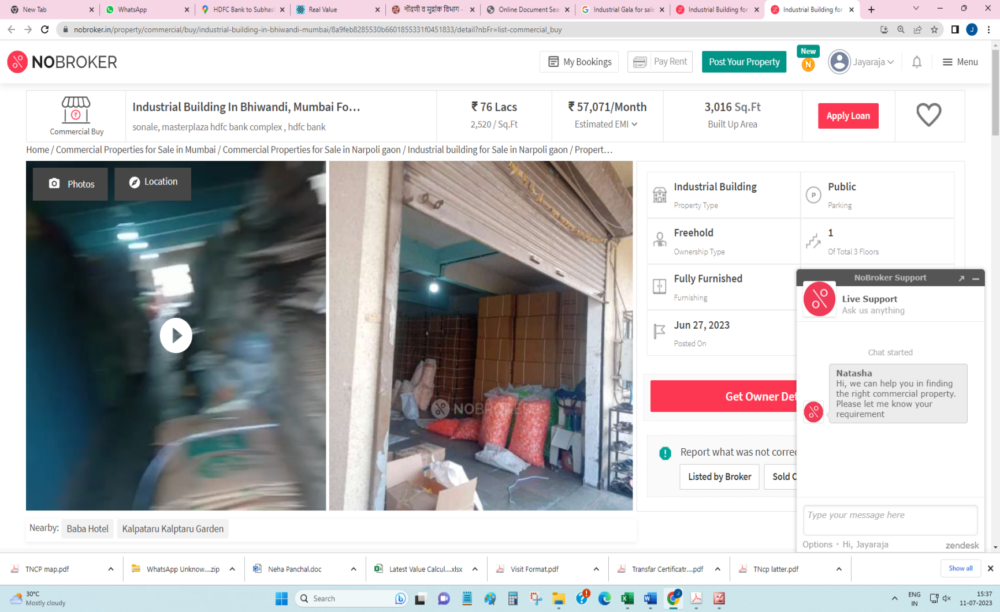 New Tab
WhatsApp
HDFC Bank to Subhas
Real Value
नोंदणी व मुद्रांक विभाग -
Online Document Sea
Industrial Gala for sale
Industrial Building for
Industrial Building for
nobroker.in/property/commercial/buy/industrial-building-in-bhiwandi-mumbai/8a9feb8285530b6601855331f0451833/detail?nbFr=list-commercial_buy
J
NOBROKER
My Bookings
Pay Rent
Post Your Property
New
N
Jayaraja
Menu
Commercial Buy
Industrial Building In Bhiwandi, Mumbai Fo...
sonale, masterplaza hdfc bank complex , hdfc bank
₹ 76 Lacs
2,520 / Sq.Ft
₹ 57,071/Month
Estimated EMI
3,016 Sq.Ft
Built Up Area
Apply Loan
Home / Commercial Properties for Sale in Mumbai / Commercial Properties for Sale in Narpoli gaon / Industrial building for Sale in Narpoli gaon / Propert...
Photos
Location
NOBROKER
Industrial Building
Property Type
P
Public
Parking
Freehold
Ownership Type
1
Of Total 3 Floors
Fully Furnished
Furnishing
Jun 27, 2023
Posted On
Get Owner Det
Report what was not correc
Listed by Broker
Sold O
NoBroker Support
Live Support
Ask us anything
Chat started
Natasha
Hi, we can help you in finding
the right commercial property.
Please let me know your
requirement
Type your message here
Options • Hi, Jayaraja
zendesk
Nearby:
Baba Hotel
Kalpataru Kalptaru Garden
TNCP map.pdf
WhatsApp Unknow....zip
Neha Panchal.doc
Latest Value Calcul....xlsx
Visit Format.pdf
Transfar Certificatr....pdf
TNcp latter.pdf
Show all
30°C
Mostly cloudy
Search
ENG
IN
15:37
11-07-2023